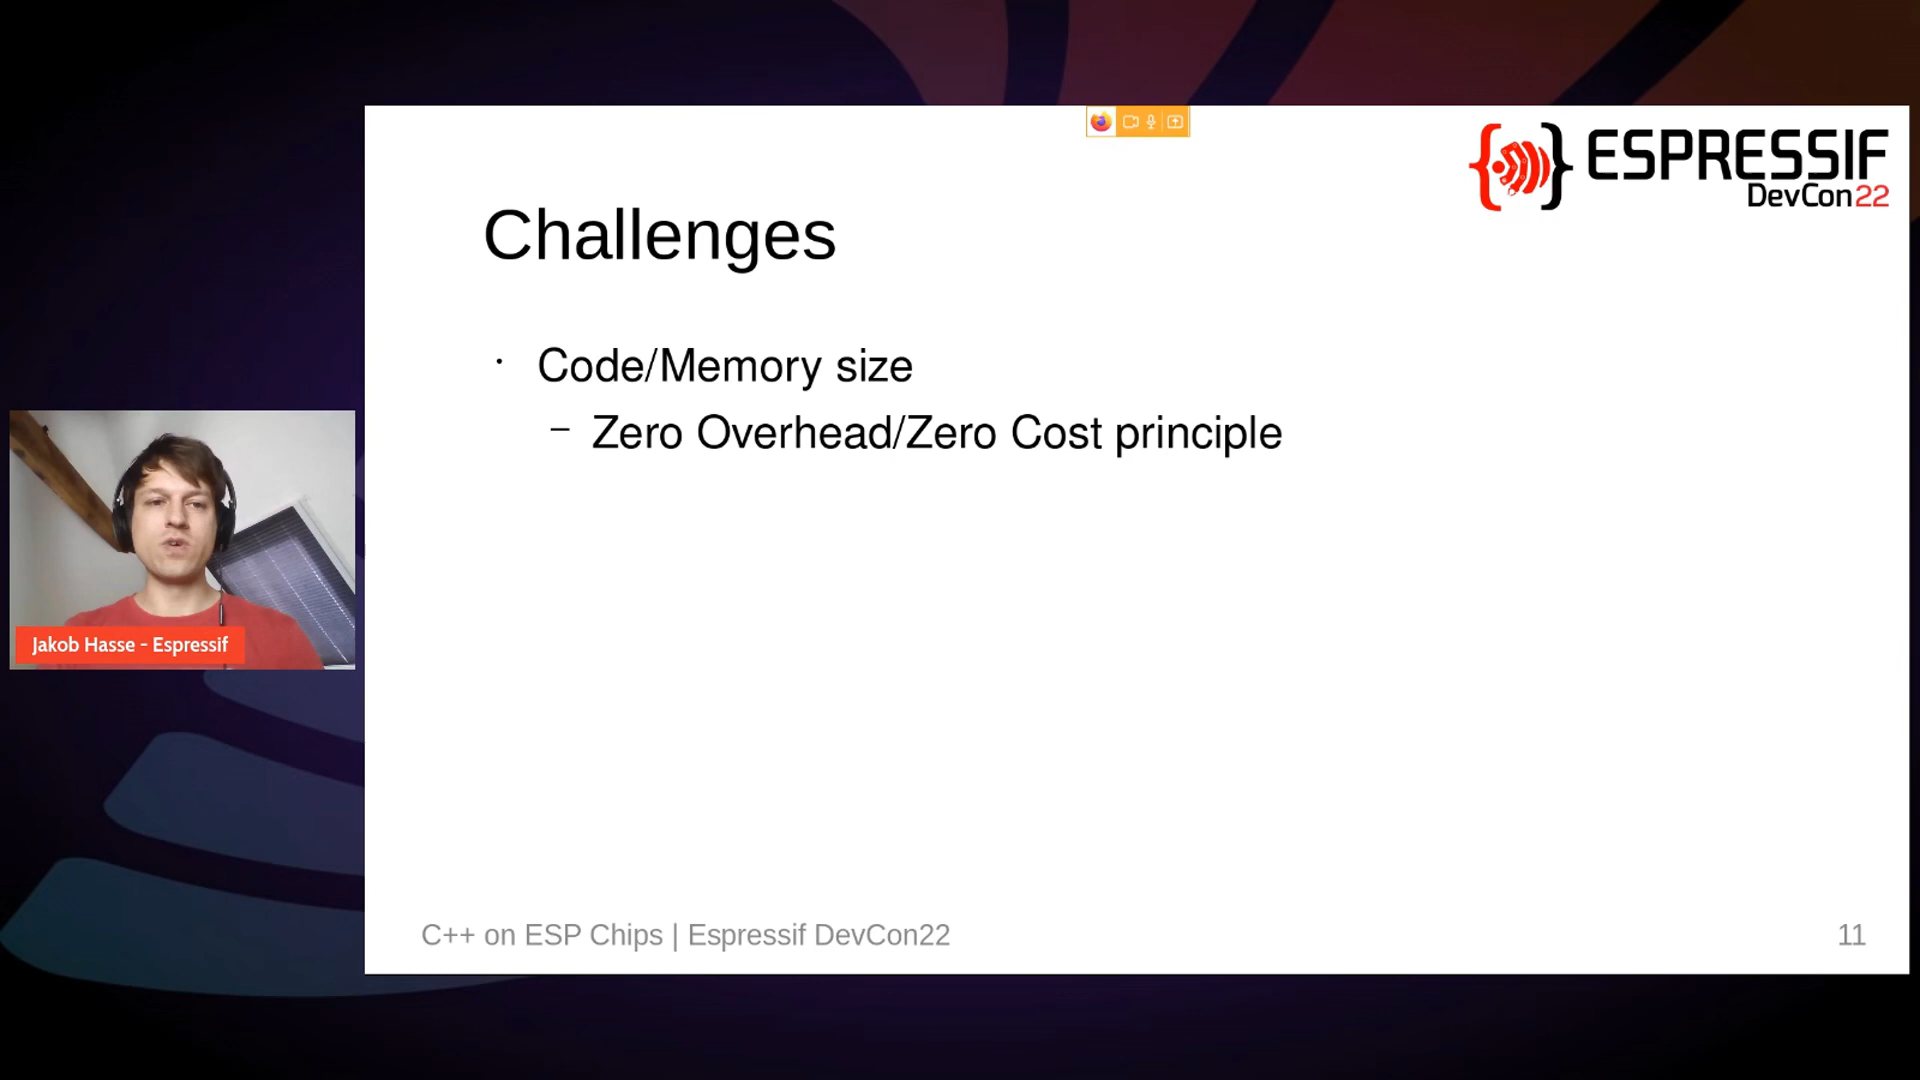 ESPRESSIF
DevCon22
Challenges
· Code/Memory size
– Zero Overhead/Zero Cost principle
Jakob Hasse - Espressif
C++ on ESP Chips | Espressif DevCon22
11